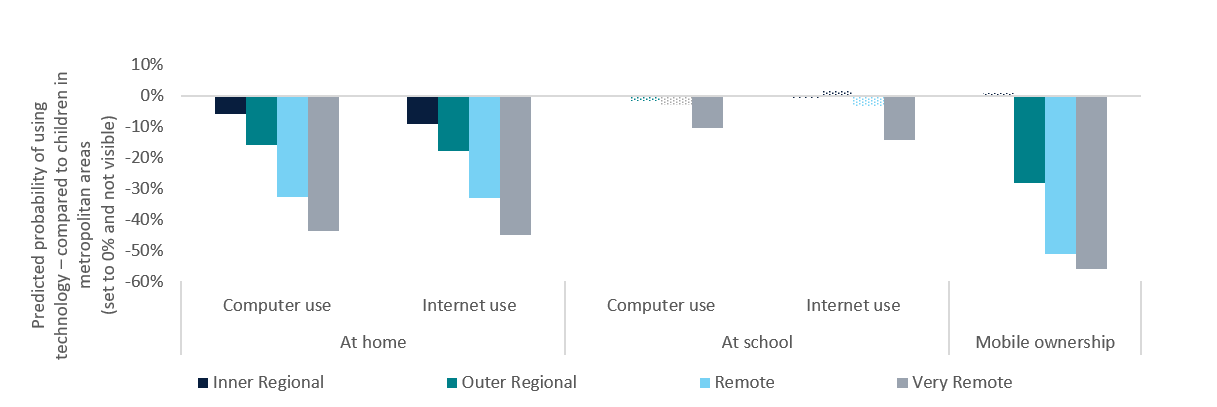 Predicted probability of using
technology – compared to children in
metropolitan areas
(set to 0% and not visible)
10%
0%
-10%
-20%
-30%
-40%
-50%
-60%
Computer use
Internet use
Computer use
Internet use
At home
At school
Mobile ownership
Inner Regional
Outer Regional
Remote
Very Remote